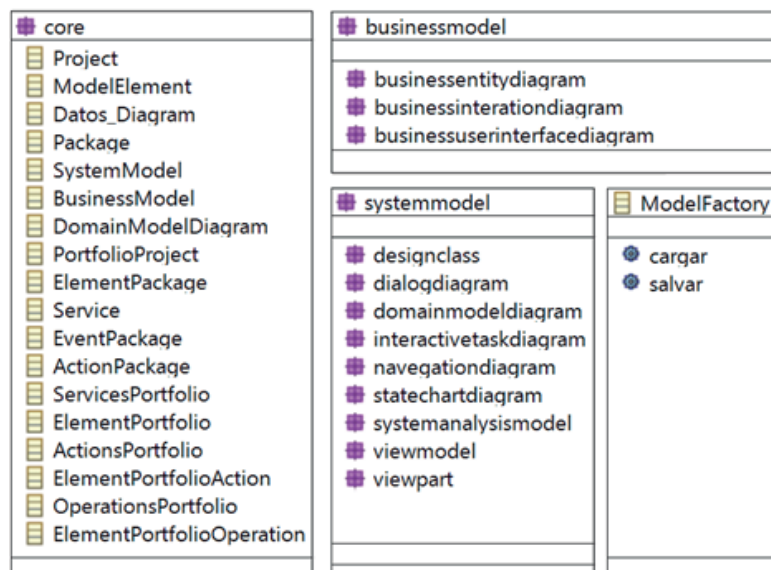 core
Project
ModelElement
Datos_Diagram
Package
SystemModel
BusinessModel
DomainModelDiagram
PortfolioProject
ElementPackage
Service
EventPackage
ActionPackage
ServicesPortfolio
ElementPortfolio
ActionsPortfolio
ElementPortfolioAction
OperationsPortfolio
ElementPortfolioOperation
businessmodel
businessentitydiagram
businessinterationdiagram
businessuserinterfacediagram
systemmodel
designclass
dialogdiagram
domainmodeldiagram
interactivetaskdiagram
navegationdiagram
statechartdiagram
systemanalysismodel
viewmodel
viewpart
ModelFactory
cargar
salvar